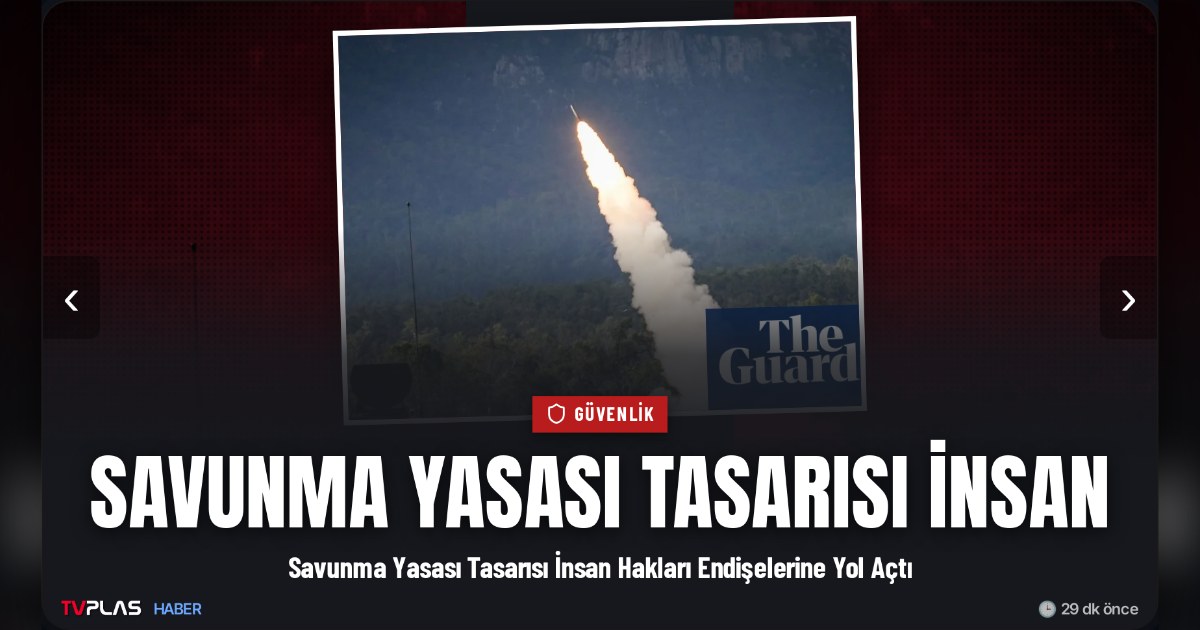 The
Guard
GÜVENLİK
SAVUNMA YASASI TASARISI İNSAN
Savunma Yasası Tasarısı İnsan Hakları Endişelerine Yol Açtı
TVPLAS HABER
29 dk önce